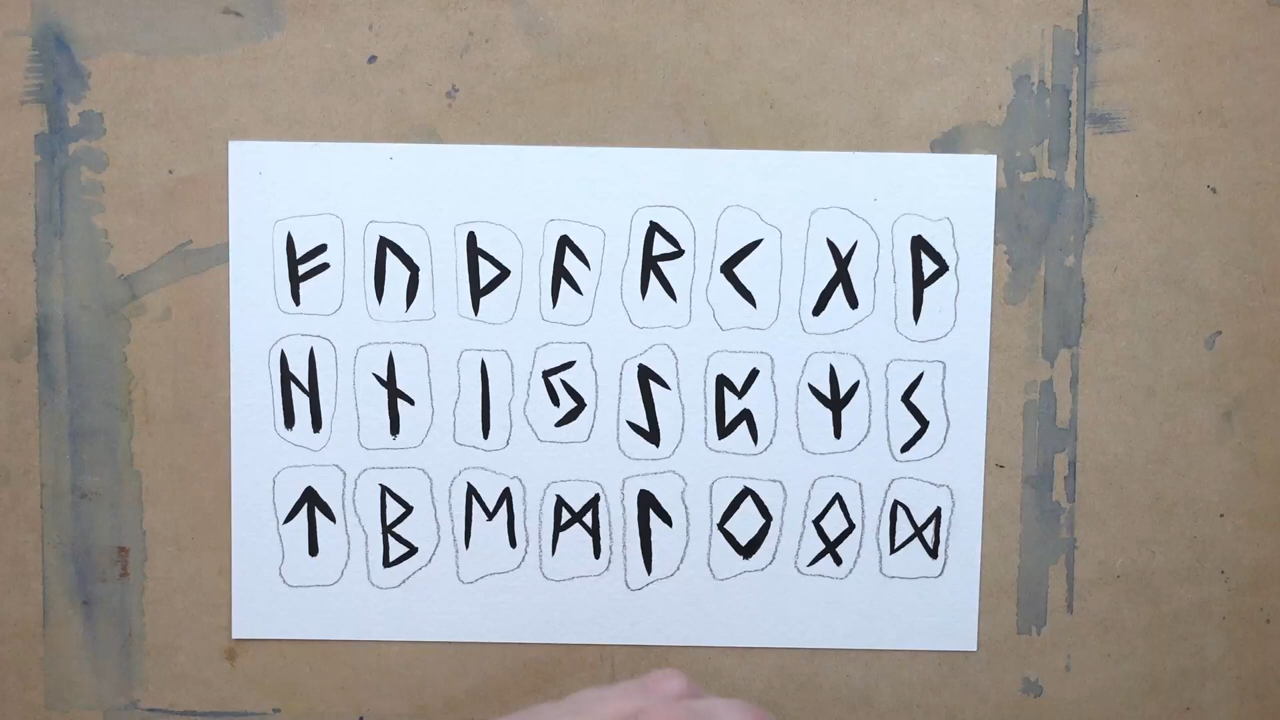 ᚠ ᚢ ᚦ ᚨ ᚱ ᚲ ᚷ ᚹ
ᚺ ᚾ ᛁ ᛃ ᛇ ᛈ ᛉ ᛊ
ᛏ ᛒ ᛖ ᛗ ᛚ ᛜ ᛟ ᛞ